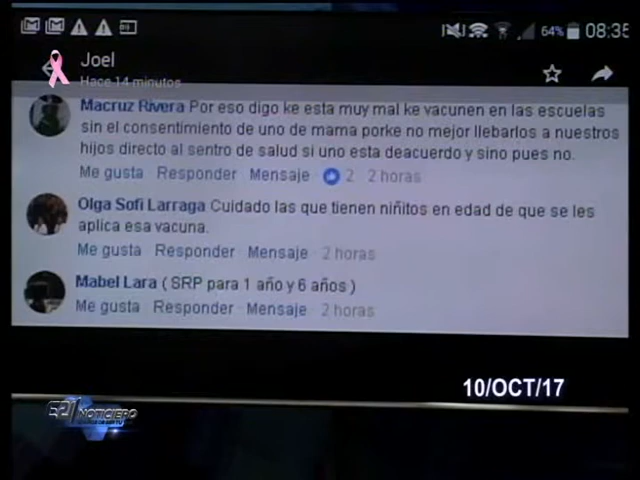 64% 08:35
Joel
Hace 14 minutos
Macruz Rivera Por eso digo ke esta muy mal ke vacunen en las escuelas
sin el consentimiento de uno de mama porke no mejor llebarlos a nuestros
hijos directo al sentro de salud si uno esta deacuerdo y sino pues no.
Me gusta Responder Mensaje 2 2 horas
Olga Sofi Larraga Cuidado las que tienen niñitos en edad de que se les
aplica esa vacuna.
Me gusta Responder Mensaje 2 horas
Mabel Lara ( SRP para 1 año y 6 años )
Me gusta Responder Mensaje 2 horas
10/OCT/17
NOTICIERO